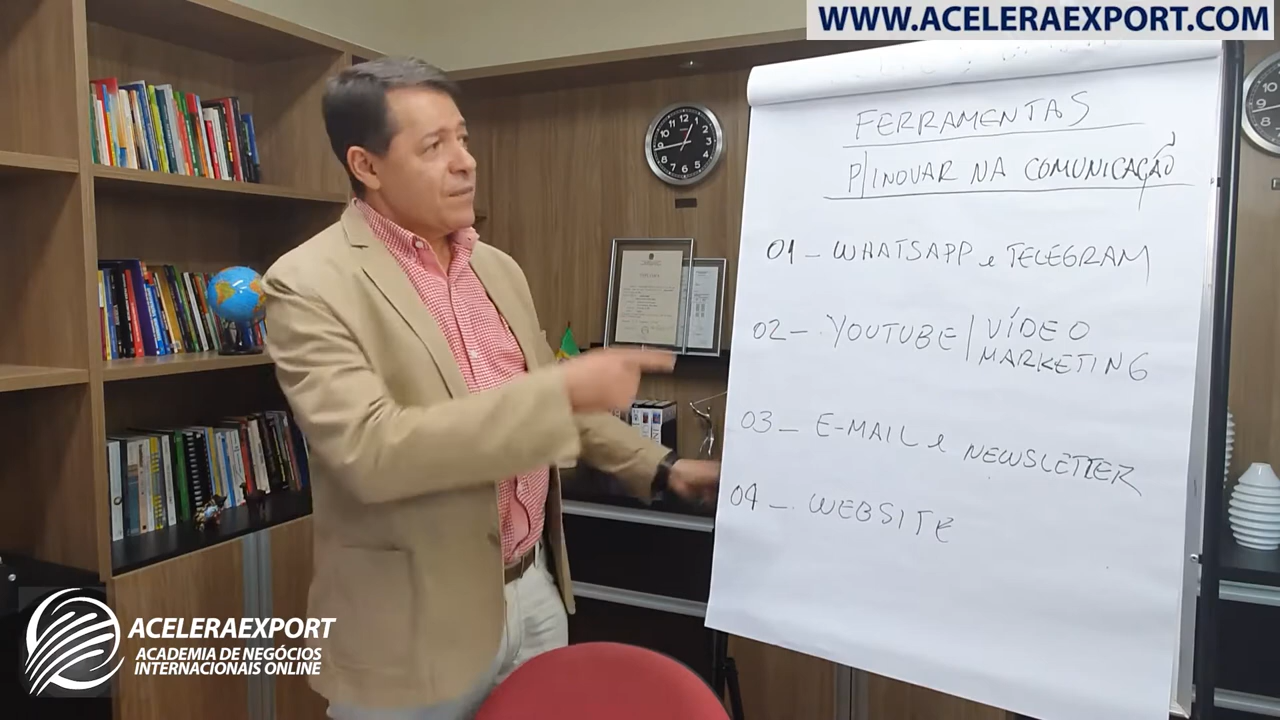 WWW.ACELERAEXPORT.COM
FERRAMENTAS
P/ INOVAR NA COMUNICAÇÃO
01 - WHATSAPP e TELEGRAM
02 - YOUTUBE / VÍDEO
MARKETING
03 - E-MAIL e NEWSLETTER
04 - WEBSITE
ACELERAEXPORT
ACADEMIA DE NEGÓCIOS
INTERNACIONAIS ONLINE